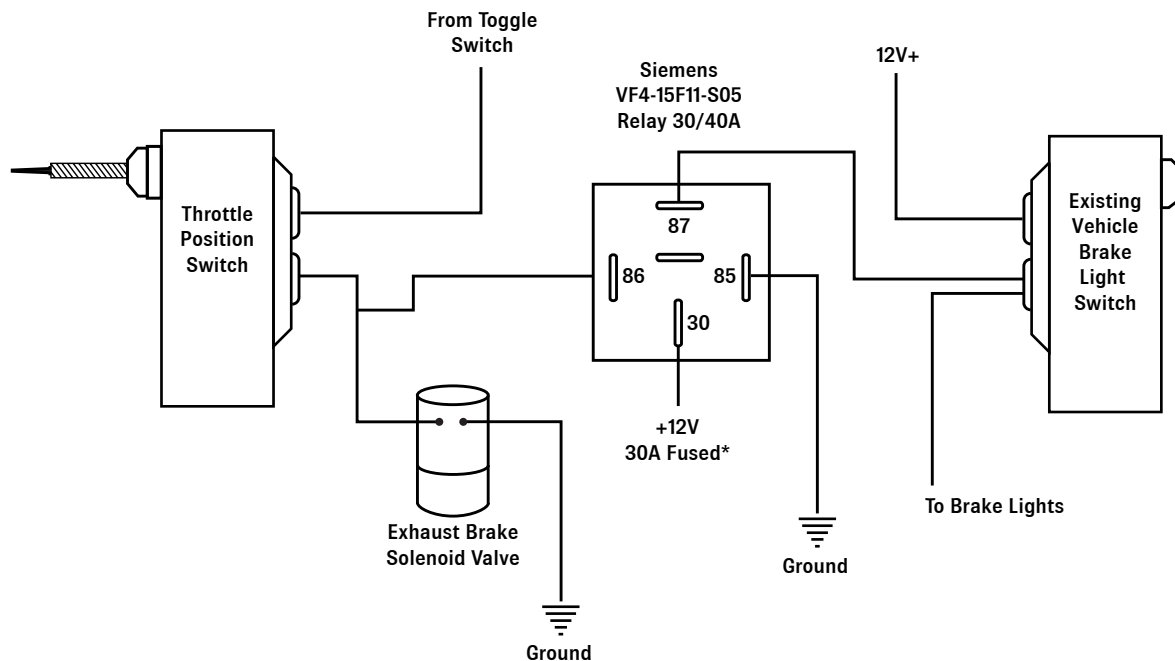 From Toggle
Switch
Siemens
VF4-15F11-S05
Relay 30/40A
12V+
Throttle
Position
Switch
87
86
85
30
Existing
Vehicle
Brake
Light
Switch
+12V
30A Fused*
To Brake Lights
Exhaust Brake
Solenoid Valve
Ground
Ground